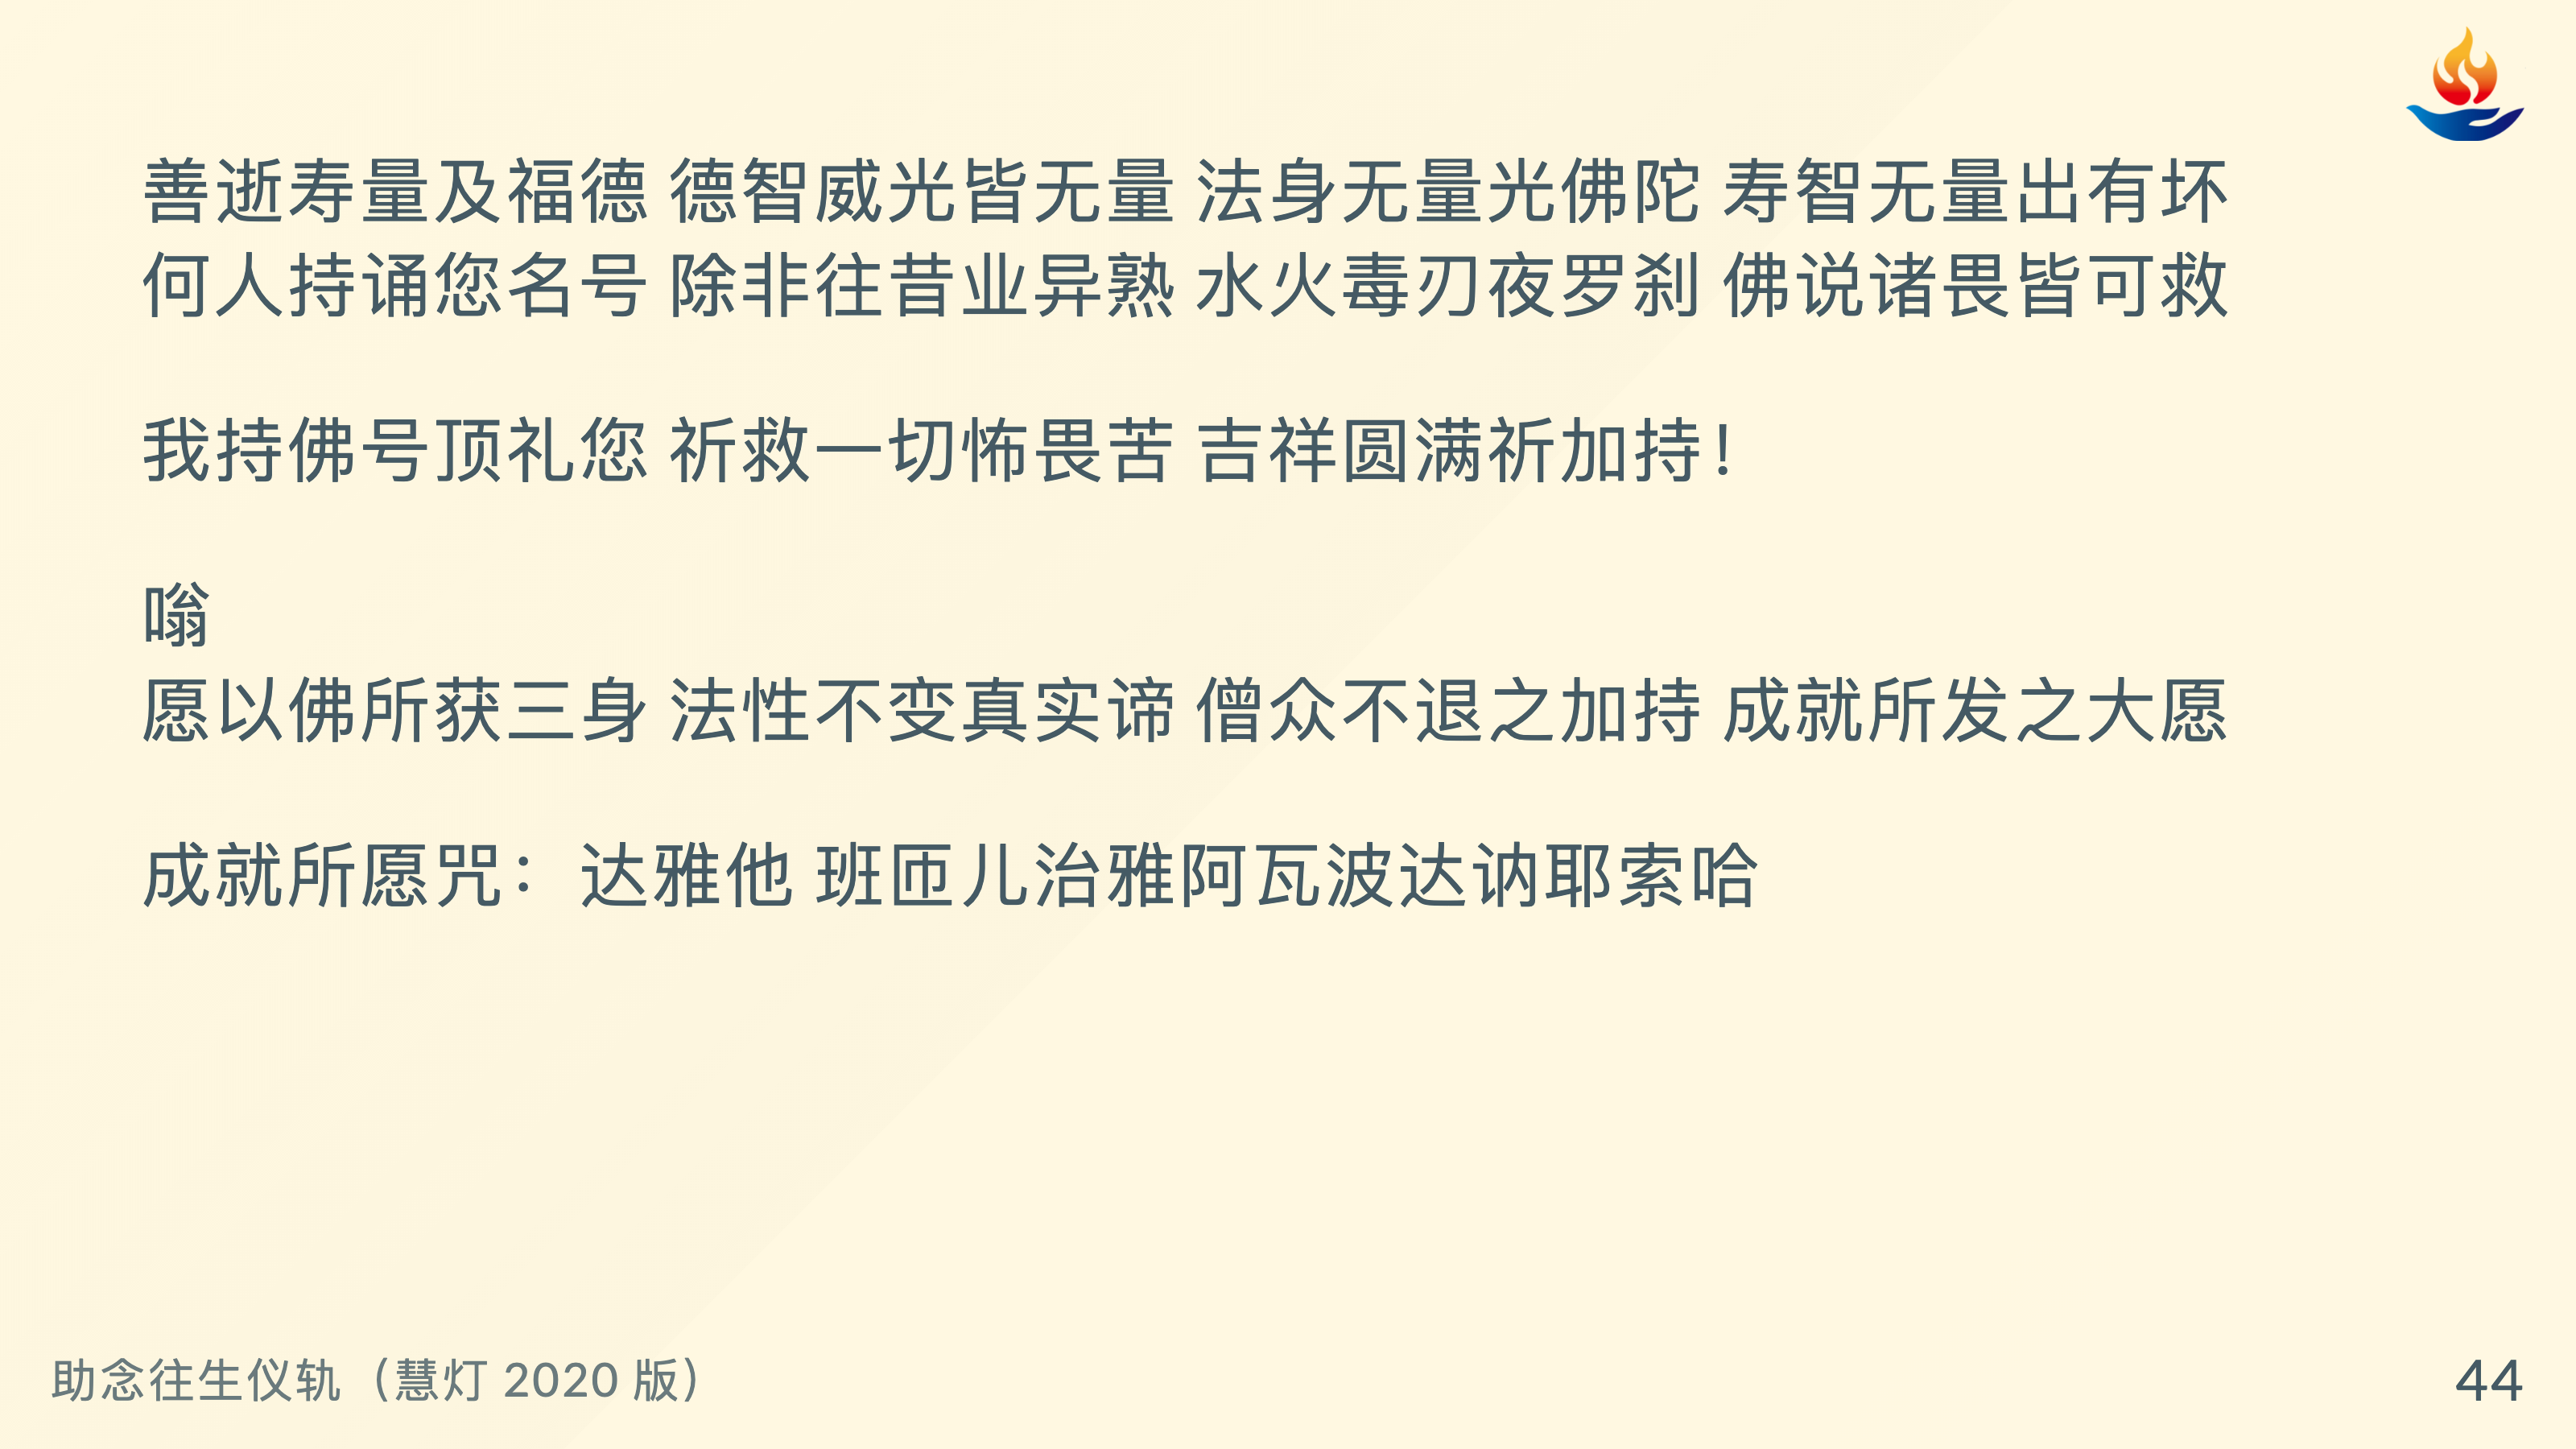 善逝寿量及福德 德智威光皆无量 法身无量光佛陀 寿智无量出有坏
何人持诵您名号 除非往昔业异熟 水火毒刃夜罗刹 佛说诸畏皆可救
我持佛号顶礼您 祈救一切怖畏苦 吉祥圆满祈加持！
嗡
愿以佛所获三身 法性不变真实谛 僧众不退之加持 成就所发之大愿
成就所愿咒：达雅他 班匝儿治雅阿瓦波达讷耶索哈
助念往生仪轨（慧灯 2020 版）
44